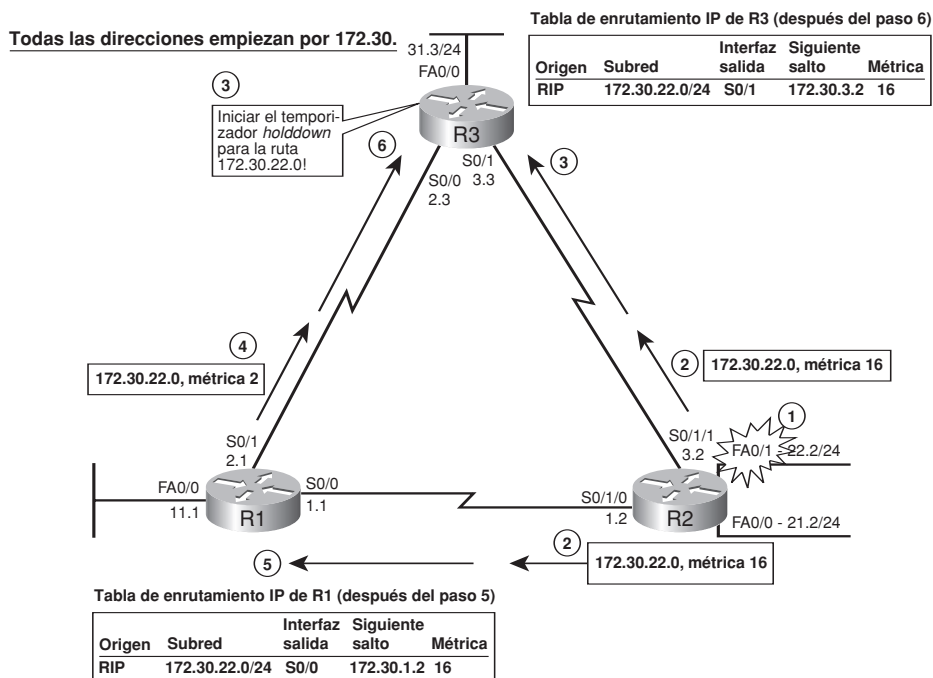 Tabla de enrutamiento IP de R3 (después del paso 6)
Todas las direcciones empiezan por 172.30.
Origen Subred Interfaz salida Siguiente salto Métrica
RIP 172.30.22.0/24 S0/1 172.30.3.2 16
31.3/24
FA0/0
3
Iniciar el tempori-
zador holddown
para la ruta
172.30.22.0!
R3
6
S0/1
3.3
3
S0/0
2.3
4
172.30.22.0, métrica 2
2
172.30.22.0, métrica 16
1
S0/1
2.1
S0/1/1
3.2
FA0/1 - 22.2/24
FA0/0
11.1
R1
S0/0
1.1
S0/1/0
1.2
R2
FA0/0 - 21.2/24
5
2
172.30.22.0, métrica 16
Tabla de enrutamiento IP de R1 (después del paso 5)
Origen Subred Interfaz salida Siguiente salto Métrica
RIP 172.30.22.0/24 S0/0 172.30.1.2 16